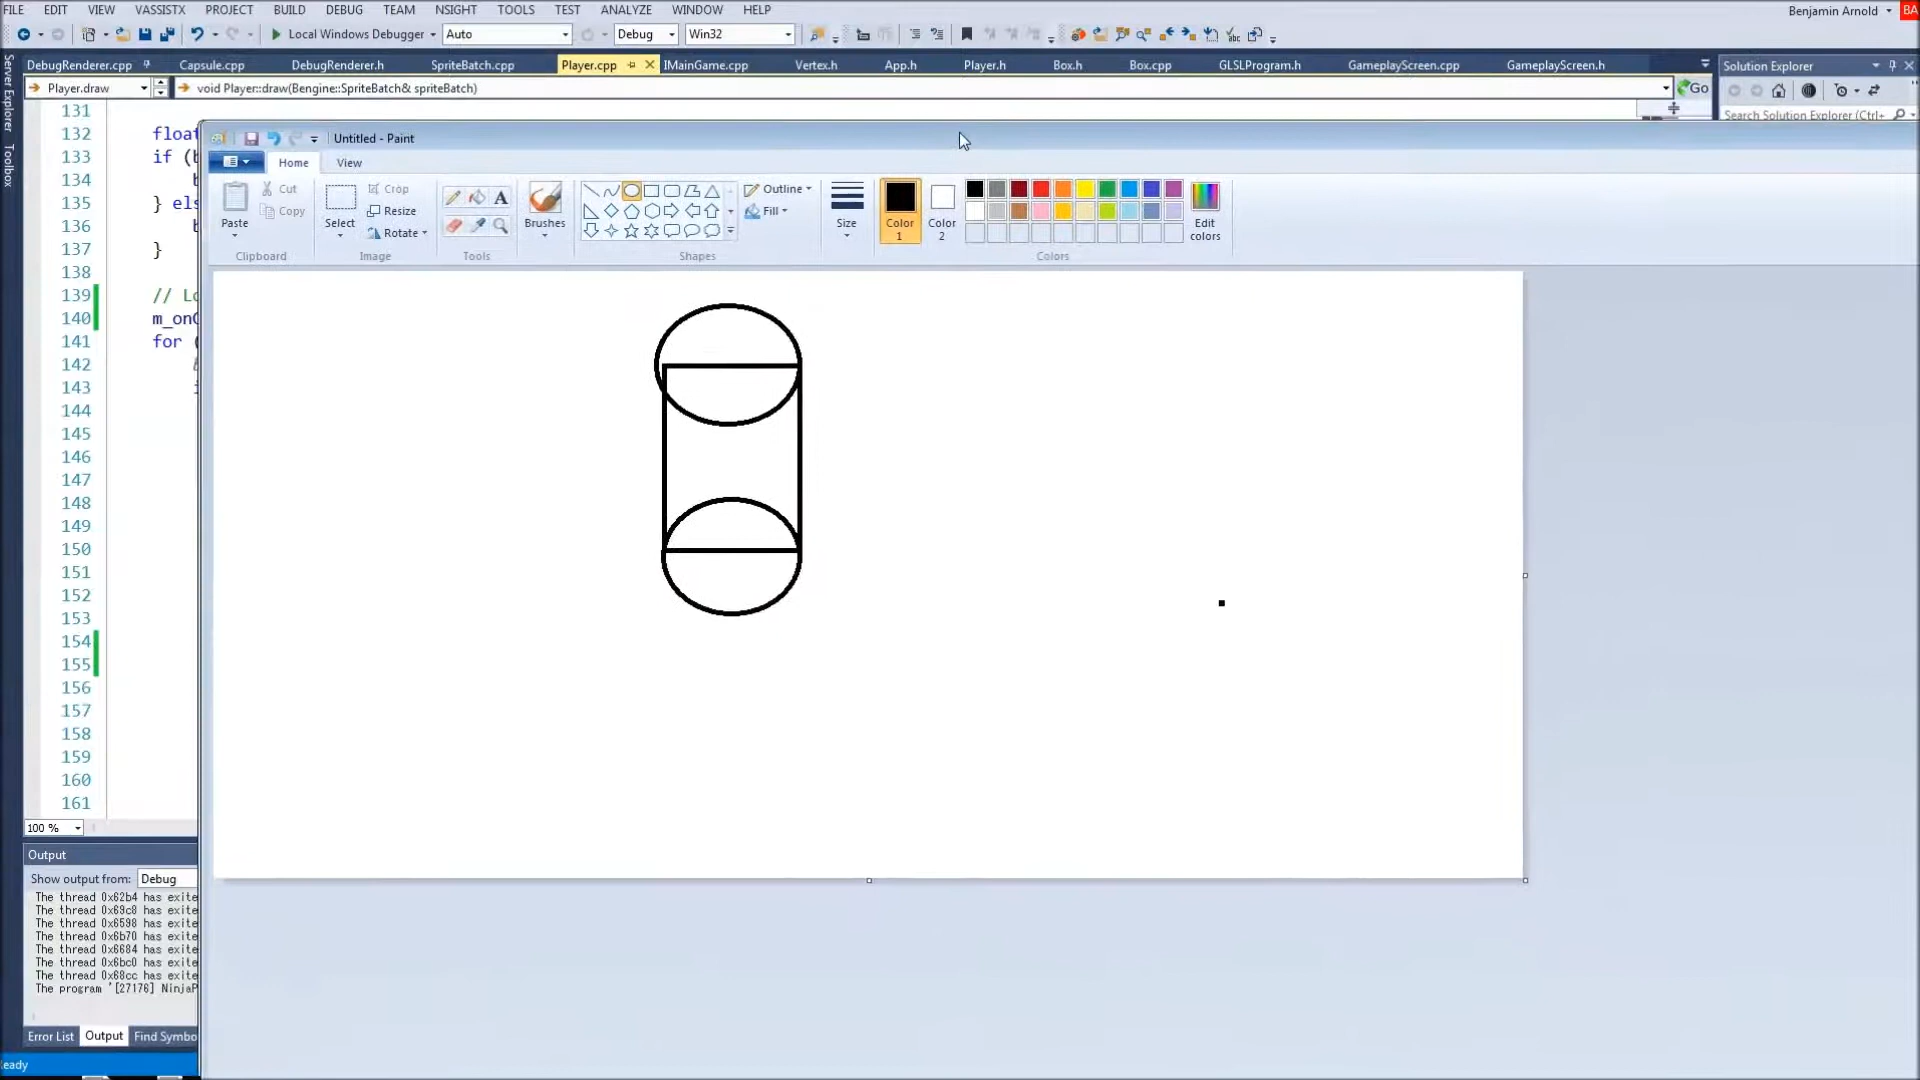 FILE EDIT VIEW VASSISTX PROJECT BUILD DEBUG TEAM NSIGHT TOOLS TEST ANALYZE WINDOW HELP Benjamin Arnold BA
Local Windows Debugger Auto Debug Win32
DebugRenderer.cpp Capsule.cpp DebugRenderer.h SpriteBatch.cpp Player.cpp IMainGame.cpp Vertex.h App.h Player.h Box.h Box.cpp GLSLProgram.h GameplayScreen.cpp GameplayScreen.h Solution Explorer
Player.draw void Player::draw(Bengine::SpriteBatch& spriteBatch) Go
Search Solution Explorer (Ctrl+
Server Explorer
Toolbox
131
132 float
133 if (b
134
135 } els
136
137 }
138
139 // Lo
140 m_on
141 for (
142
143
144
145
146
147
148
149
150
151
152
153
154
155
156
157
158
159
160
161
100 %
Untitled - Paint
Home View
Paste Cut Copy Clipboard
Select Crop Resize Rotate Image
A Tools
Brushes
Outline Fill Shapes
Size
Color 1 Color 2 Edit colors Colors
Output
Show output from: Debug
The thread 0x62b4 has exite
The thread 0x69c8 has exite
The thread 0x6598 has exite
The thread 0x6b70 has exite
The thread 0x6684 has exite
The thread 0x6bc0 has exite
The thread 0x68cc has exite
The program '[27176] NinjaP
Error List Output Find Symbo
eady